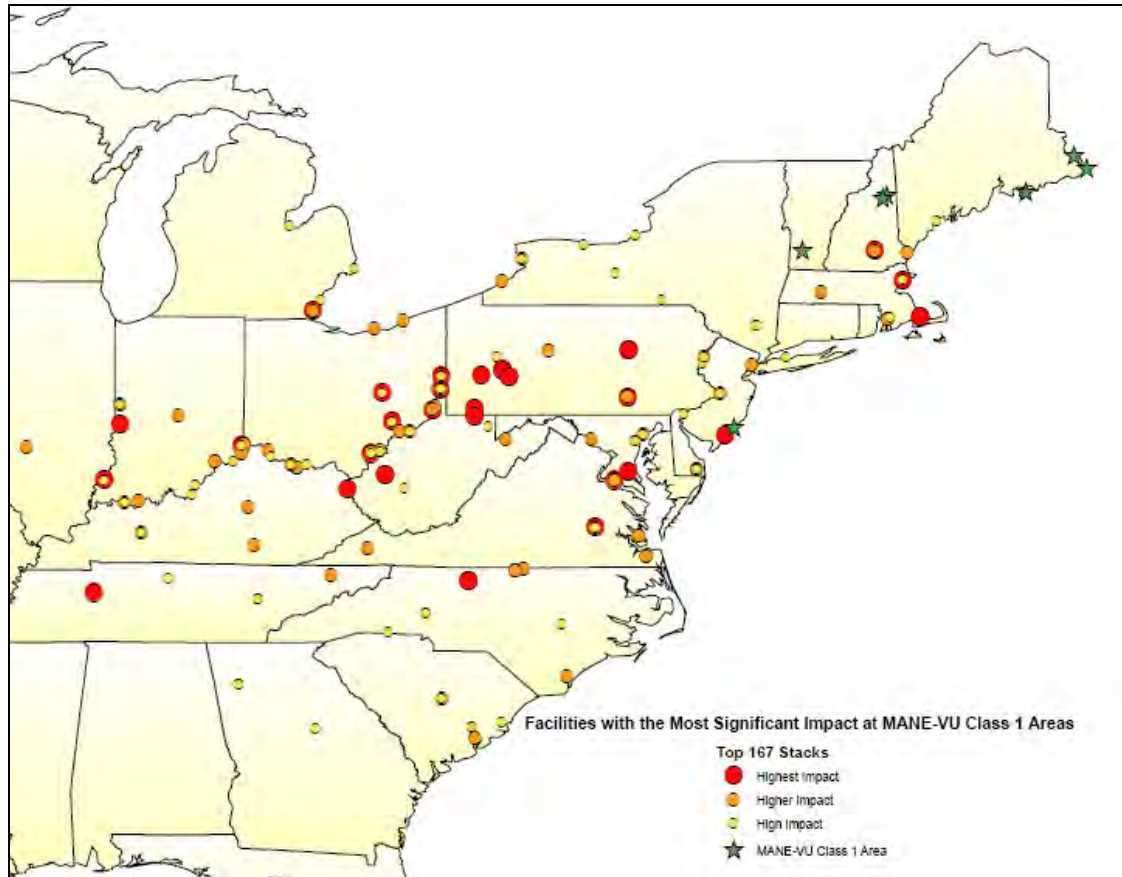 Facilities with the Most Significant Impact at MANE-VU Class 1 Areas
Top 167 Stacks
Highest Impact
Higher Impact
High Impact
MANE-VU Class 1 Area